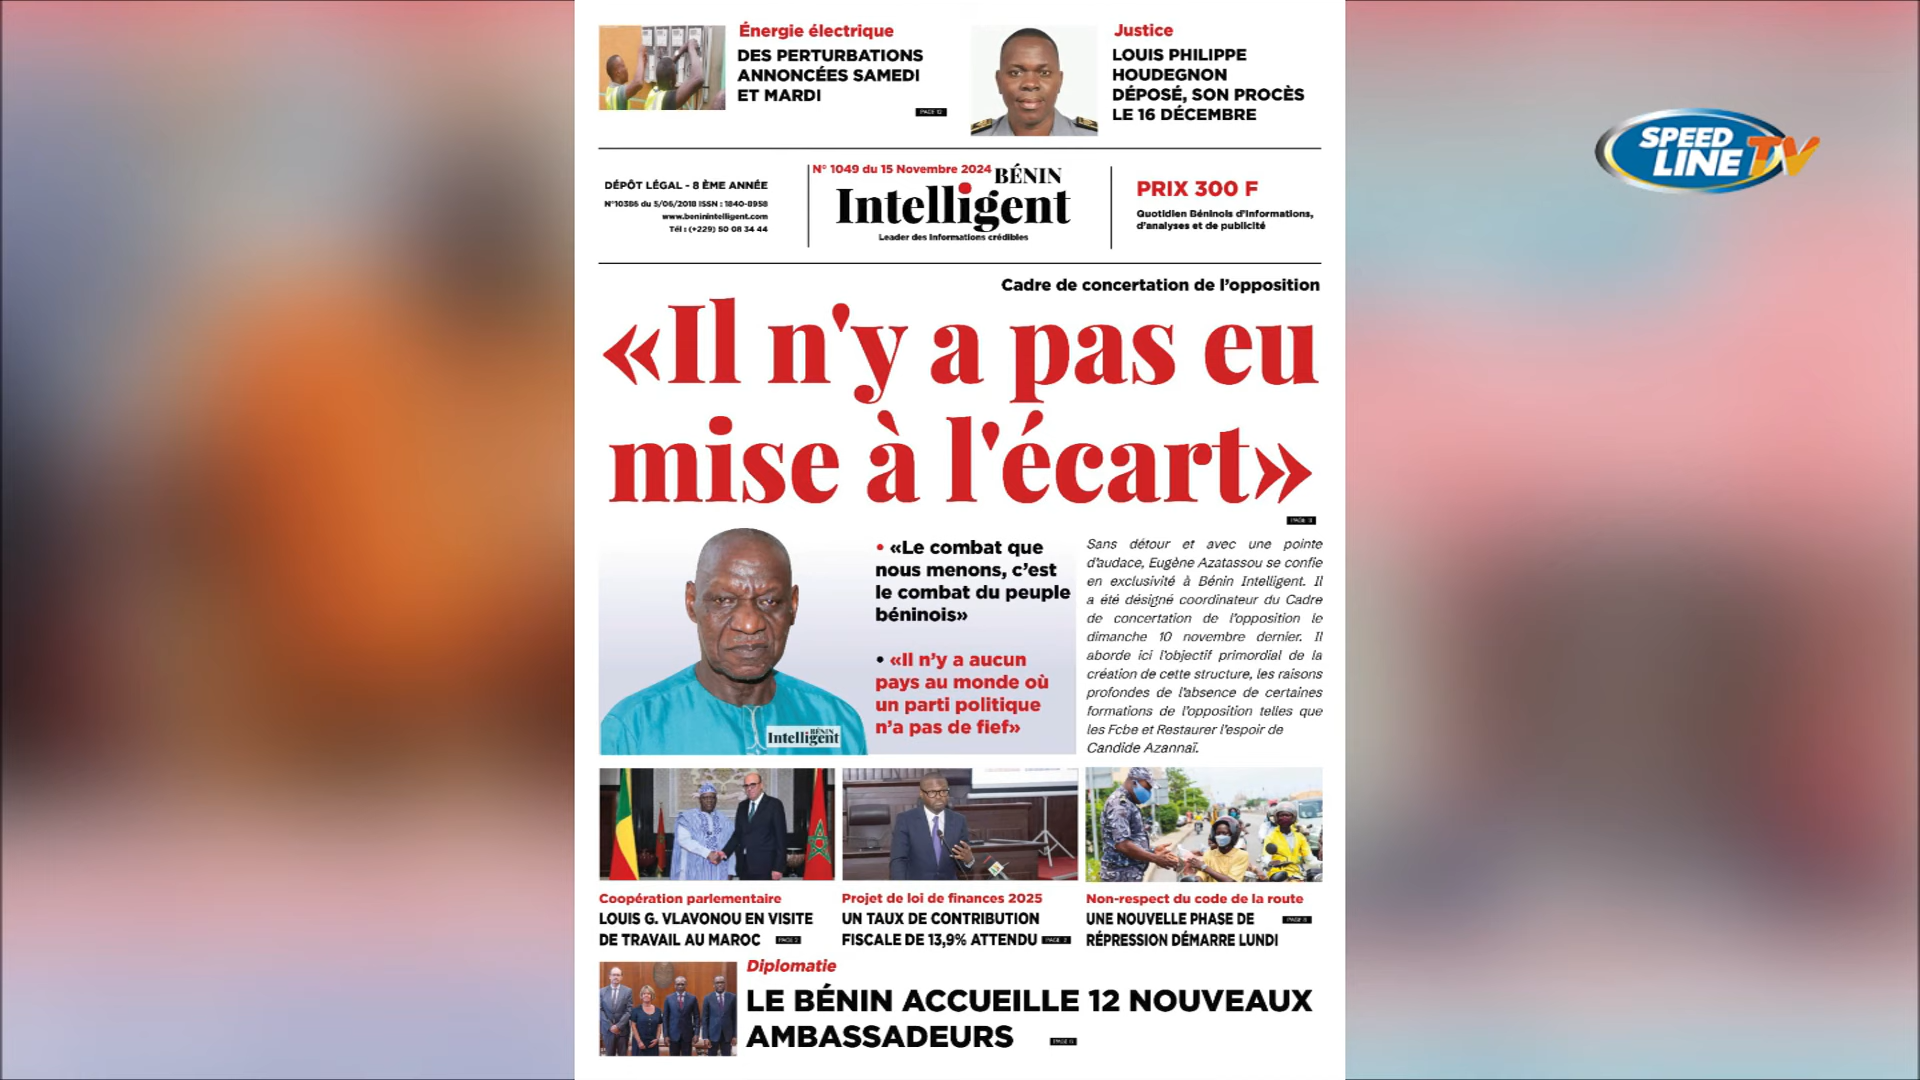 Énergie électrique
DES PERTURBATIONS
ANNONCÉES SAMEDI
ET MARDI
PAGE 12
Justice
LOUIS PHILIPPE
HOUDEGNON
DÉPOSÉ, SON PROCÈS
LE 16 DÉCEMBRE
SPEED
LINE TV
DÉPÔT LÉGAL - 8 ÈME ANNÉE
N°10386 du 5/06/2018 ISSN : 1840-8958
www.beninintelligent.com
Tél : (+229) 50 08 34 44
N° 1049 du 15 Novembre 2024
BÉNIN
Intelligent
Leader des informations crédibles
PRIX 300 F
Quotidien Béninois d'informations,
d'analyses et de publicité
Cadre de concertation de l'opposition
«Il n'y a pas eu
mise à l'écart»
• «Le combat que
nous menons, c'est
le combat du peuple
béninois»
• «Il n'y a aucun
pays au monde où
un parti politique
n'a pas de fief»
BÉNIN
Intelligent
Sans détour et avec une pointe
d'audace, Eugène Azatassou se confie
en exclusivité à Bénin Intelligent. Il
a été désigné coordinateur du Cadre
de concertation de l'opposition le
dimanche 10 novembre dernier. Il
aborde ici l'objectif primordial de la
création de cette structure, les raisons
profondes de l'absence de certaines
formations de l'opposition telles que
les Fcbe et Restaurer l'espoir de
Candide Azannaï.
Coopération parlementaire
LOUIS G. VLAVONOU EN VISITE
DE TRAVAIL AU MAROC PAGE 2
Projet de loi de finances 2025
UN TAUX DE CONTRIBUTION
FISCALE DE 13,9% ATTENDU PAGE
Non-respect du code de la route
UNE NOUVELLE PHASE DE PAGE
RÉPRESSION DÉMARRE LUNDI
Diplomatie
LE BÉNIN ACCUEILLE 12 NOUVEAUX
AMBASSADEURS PAGE